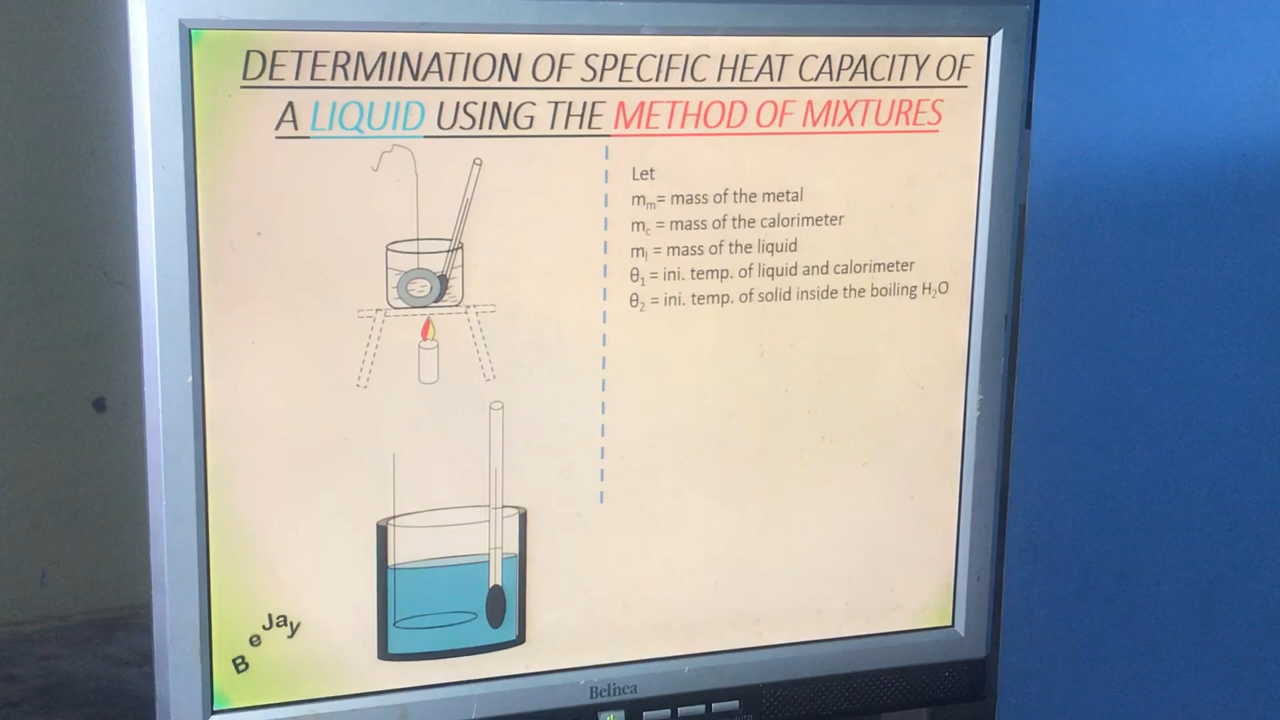 DETERMINATION OF SPECIFIC HEAT CAPACITY OF
A LIQUID USING THE METHOD OF MIXTURES
Let
mₘ= mass of the metal
m꜀ = mass of the calorimeter
mₗ = mass of the liquid
θ₁ = ini. temp. of liquid and calorimeter
θ₂ = ini. temp. of solid inside the boiling H₂O
BeJay
Belinea